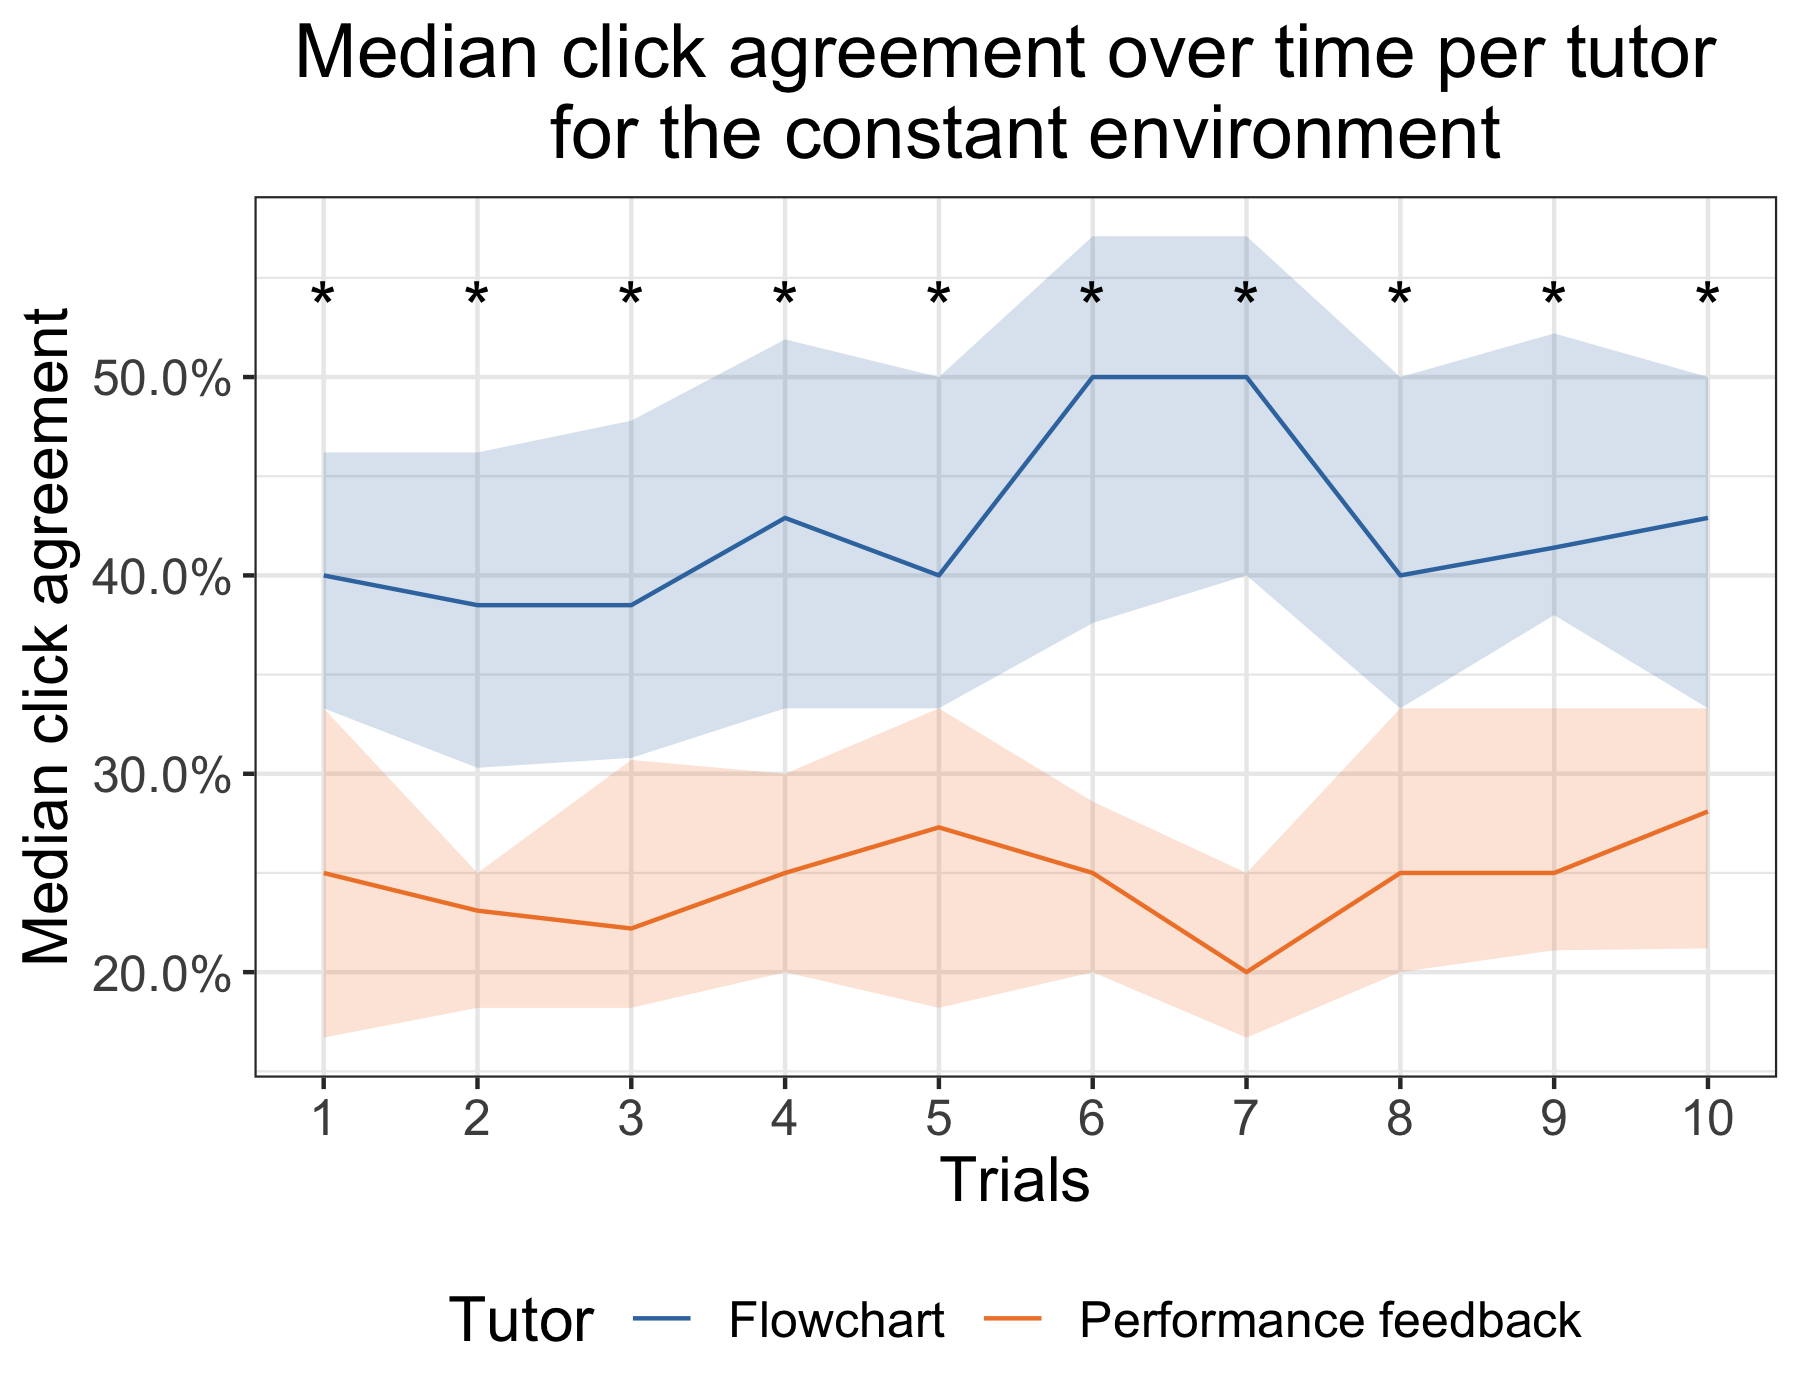 Median click agreement over time per tutor
for the constant environment
* * * * * * * * * *
Median click agreement
50.0%
40.0%
30.0%
20.0%
1 2 3 4 5 6 7 8 9 10
Trials
Tutor Flowchart Performance feedback